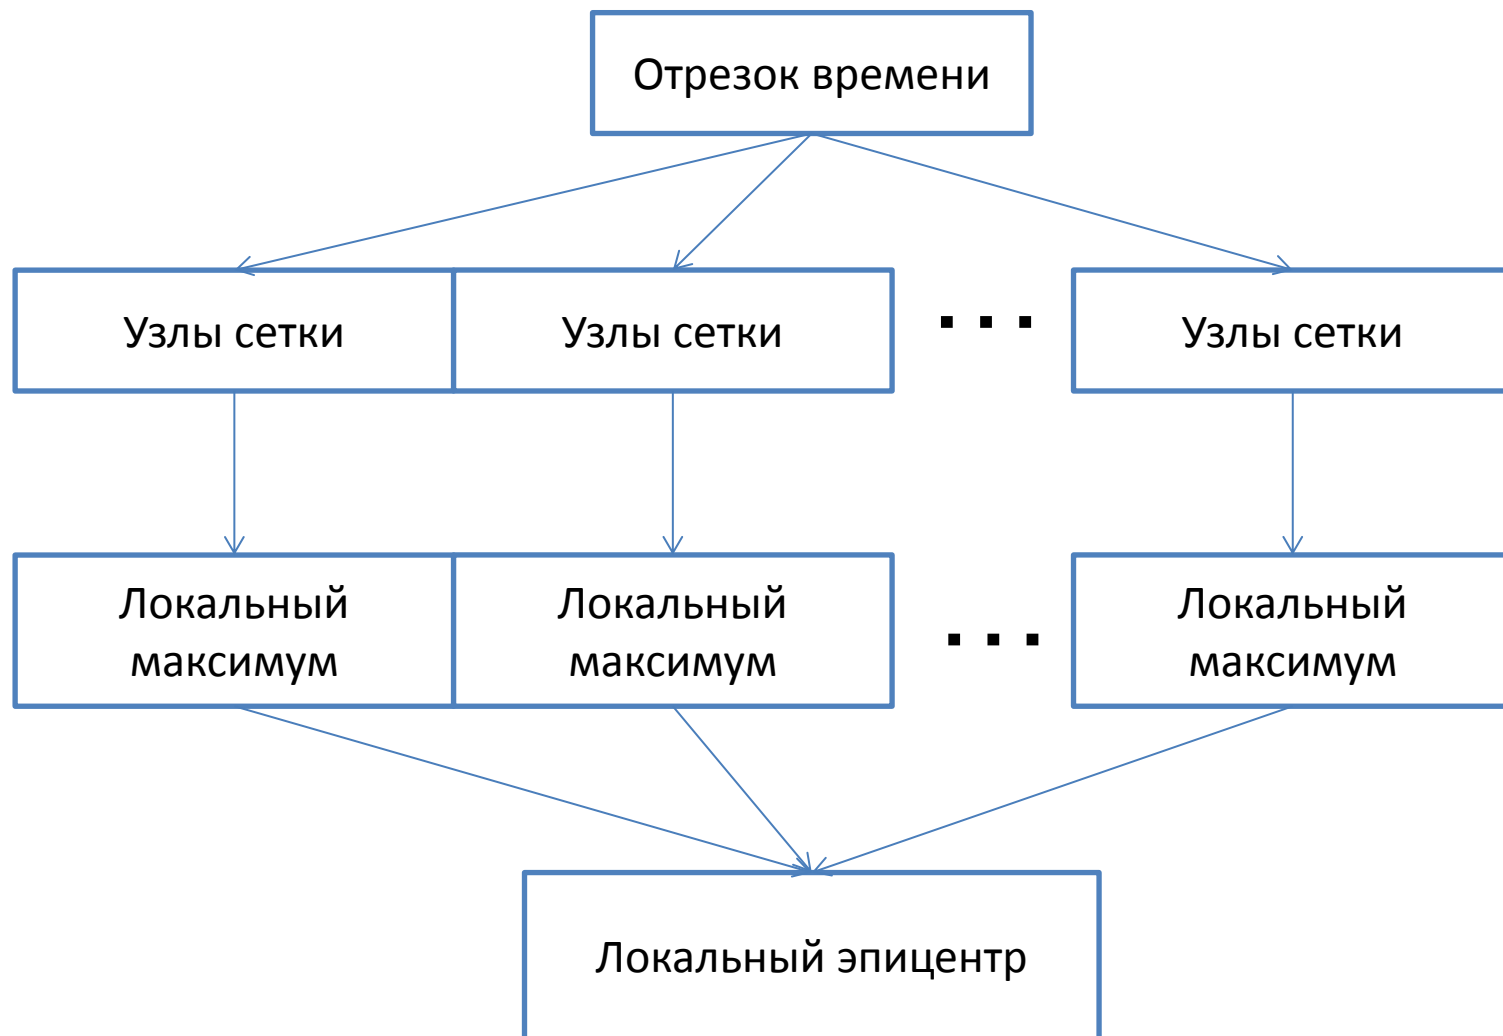 Отрезок времени
Узлы сетки
Узлы сетки
...
Узлы сетки
Локальный
максимум
Локальный
максимум
...
Локальный
максимум
Локальный эпицентр